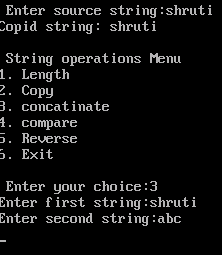 Enter source string:shruti
Copid string: shruti
String operations Menu
1. Length
2. Copy
3. concatinate
4. compare
5. Reverse
6. Exit
Enter your choice:3
Enter first string:shruti
Enter second string:abc